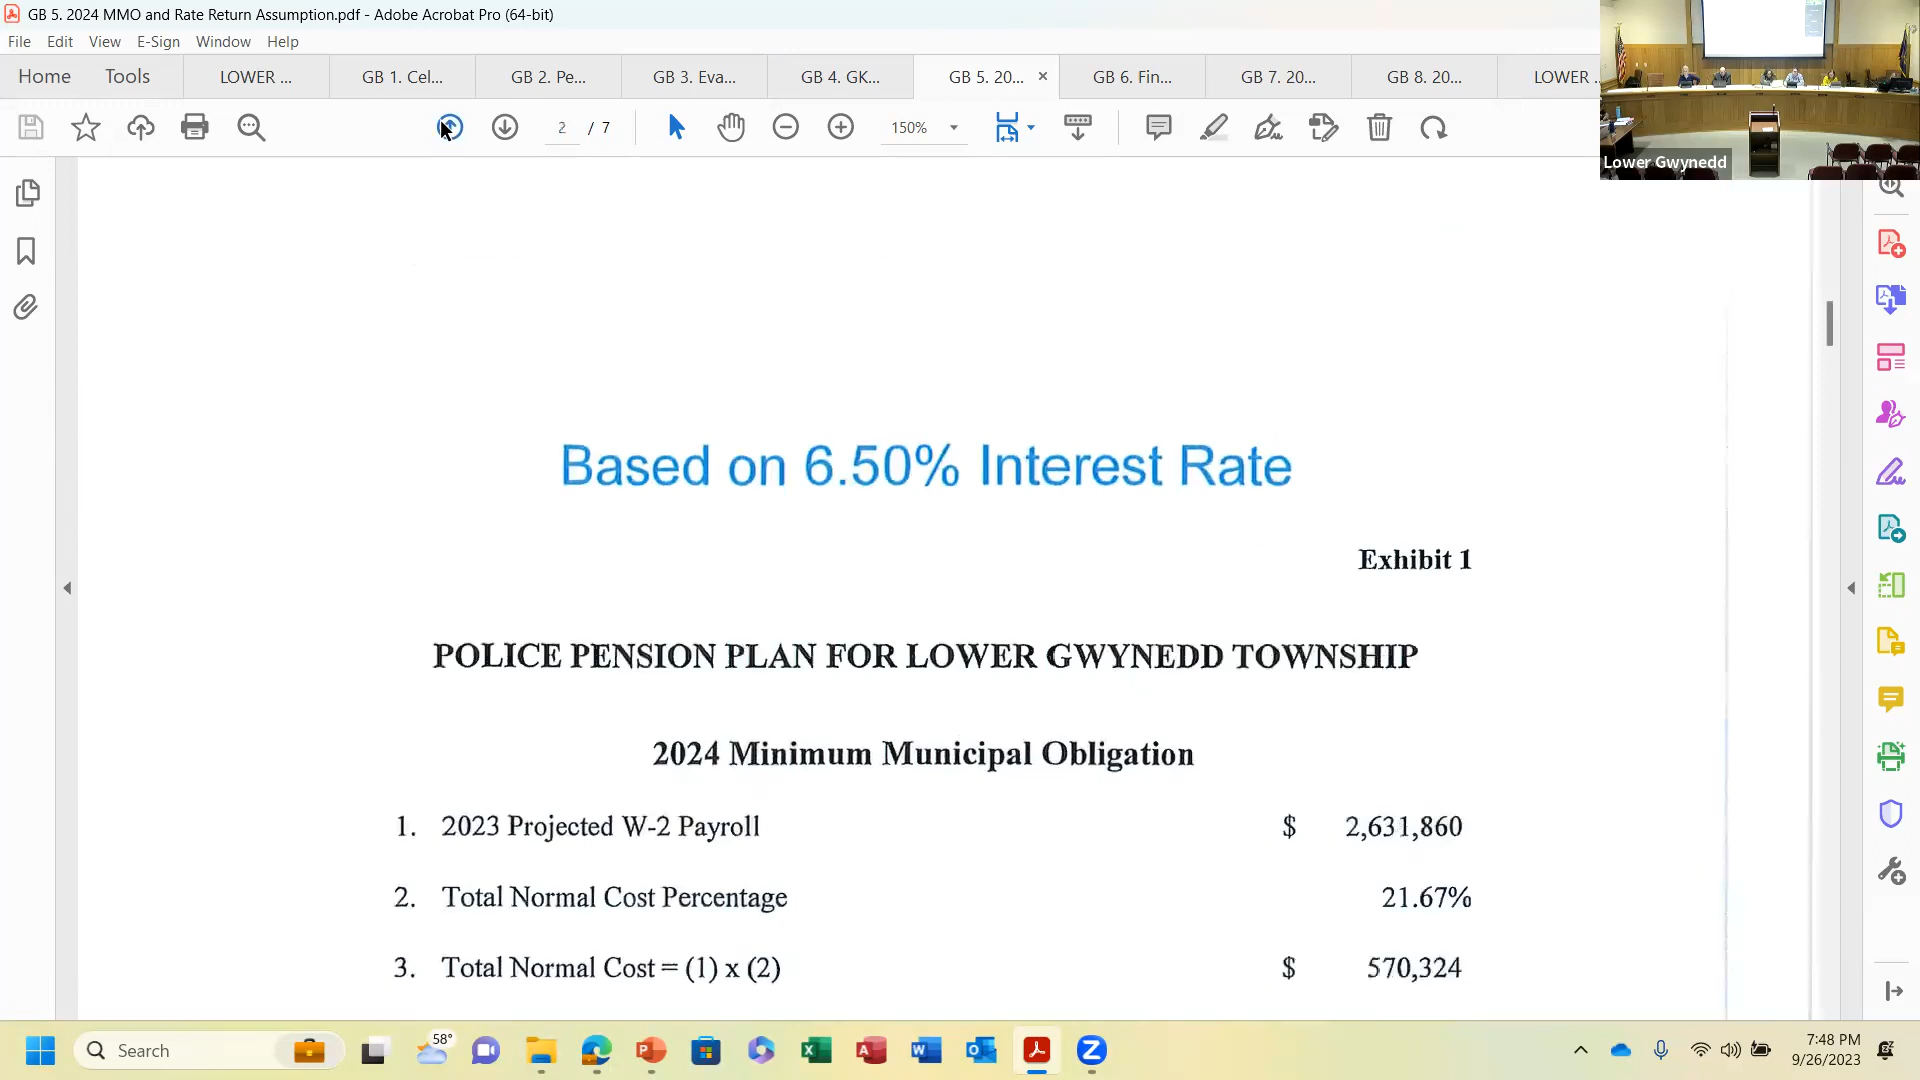 GB 5. 2024 MMO and Rate Return Assumption.pdf - Adobe Acrobat Pro (64-bit)
File Edit View E-Sign Window Help
Home Tools LOWER ... GB 1. Cel... GB 2. Pe... GB 3. Eva... GB 4. GK... GB 5. 20... × GB 6. Fin... GB 7. 20... GB 8. 20... LOWER ..
2 / 7 150%
Lower Gwynedd
Based on 6.50% Interest Rate
Exhibit 1
POLICE PENSION PLAN FOR LOWER GWYNEDD TOWNSHIP
2024 Minimum Municipal Obligation
1. 2023 Projected W-2 Payroll $ 2,631,860
2. Total Normal Cost Percentage 21.67%
3. Total Normal Cost = (1) x (2) $ 570,324
Search 58° 7:48 PM
9/26/2023